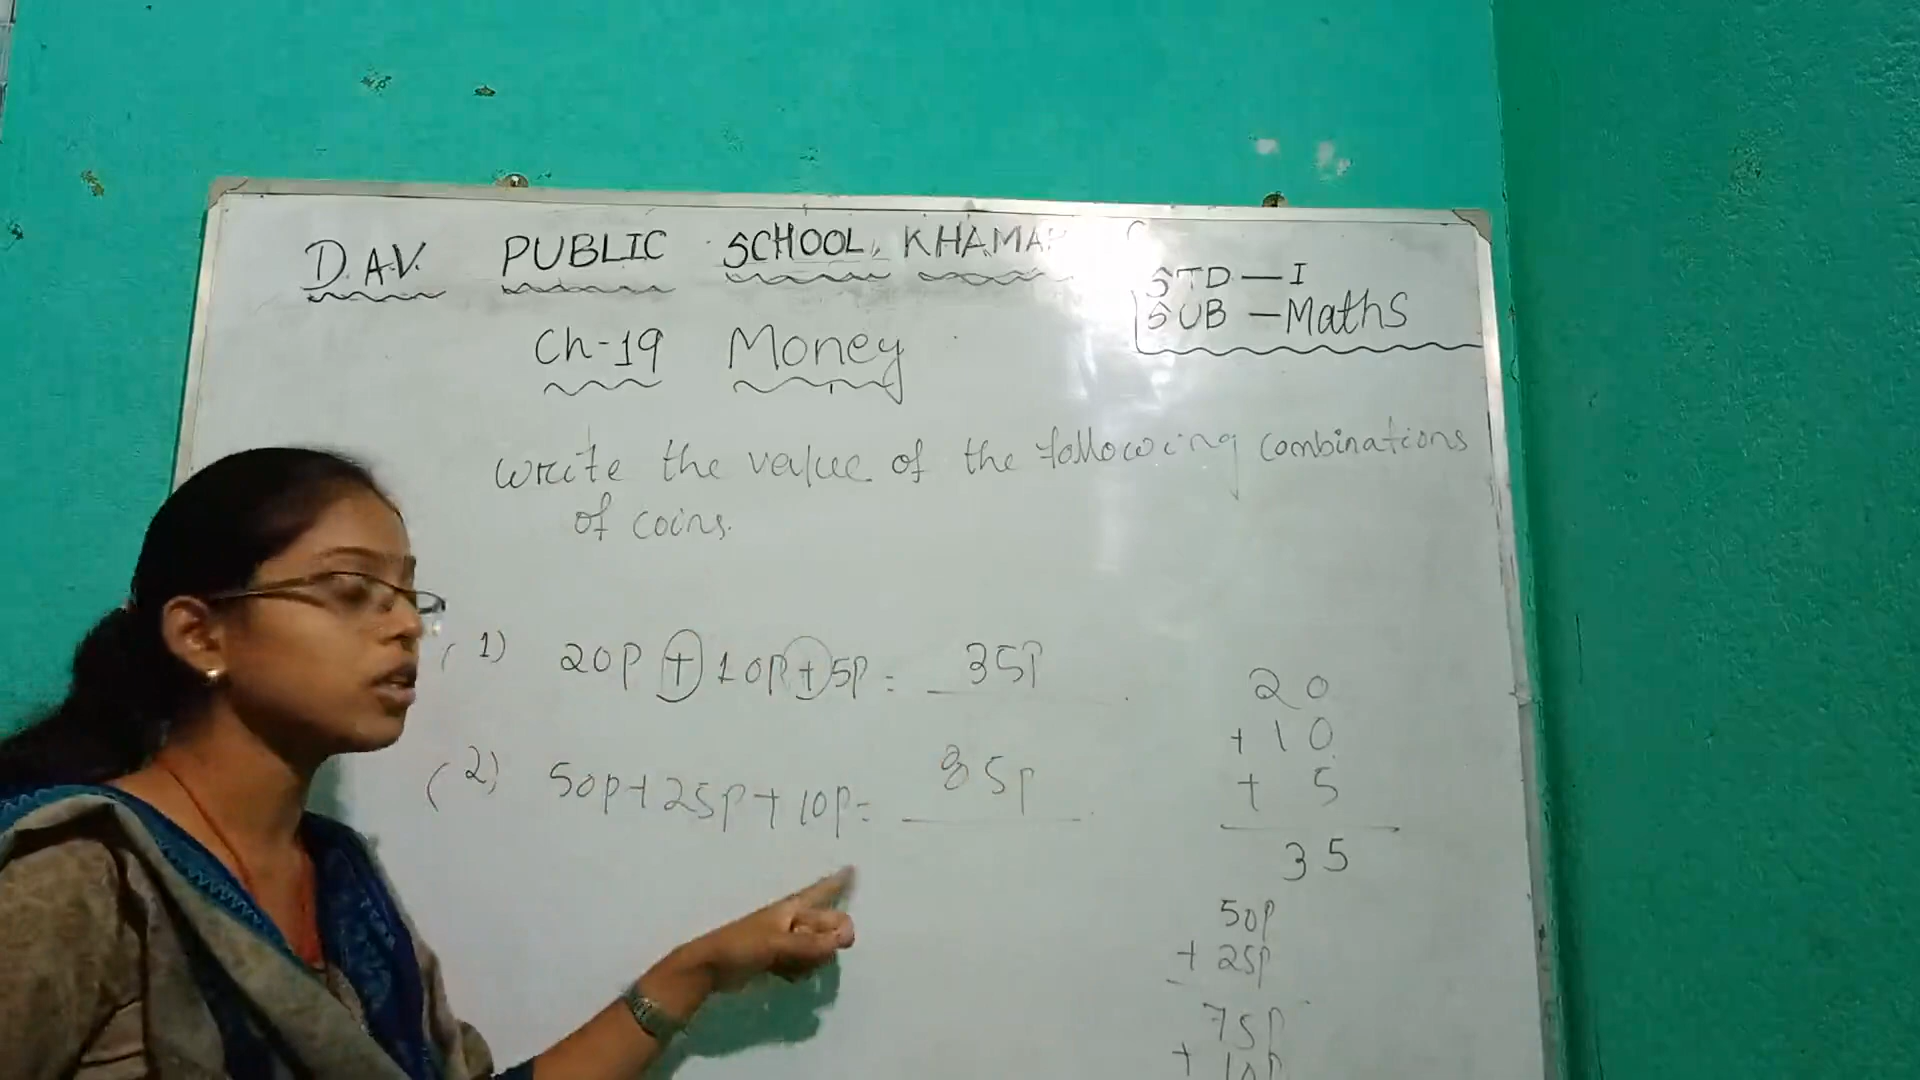 D.A.V. PUBLIC SCHOOL, KHAMAR
STD — I
SUB — Maths
Ch-19 Money
Write the value of the following combinations
of coins.
(1) 20p + 10p + 5p = 35p
(2) 50p + 25p + 10p = 85p
20
+ 10
+ 5
35
50p
+ 25p
75p
+ 10p